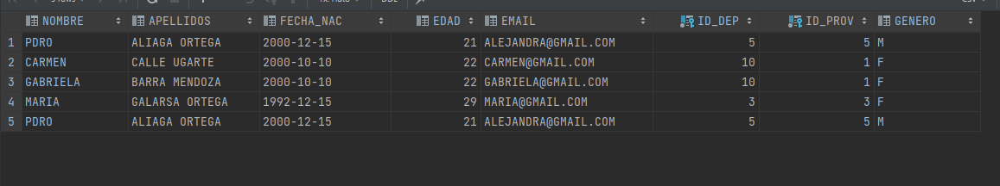 NOMBRE APELLIDOS FECHA_NAC EDAD EMAIL ID_DEP ID_PROV GENERO
1 PDRO ALIAGA ORTEGA 2000-12-15 21 ALEJANDRA@GMAIL.COM 5 5 M
2 CARMEN CALLE UGARTE 2000-10-10 22 CARMEN@GMAIL.COM 10 1 F
3 GABRIELA BARRA MENDOZA 2000-10-10 22 GABRIELA@GMAIL.COM 10 1 F
4 MARIA GALARSA ORTEGA 1992-12-15 29 MARIA@GMAIL.COM 3 3 F
5 PDRO ALIAGA ORTEGA 2000-12-15 21 ALEJANDRA@GMAIL.COM 5 5 M